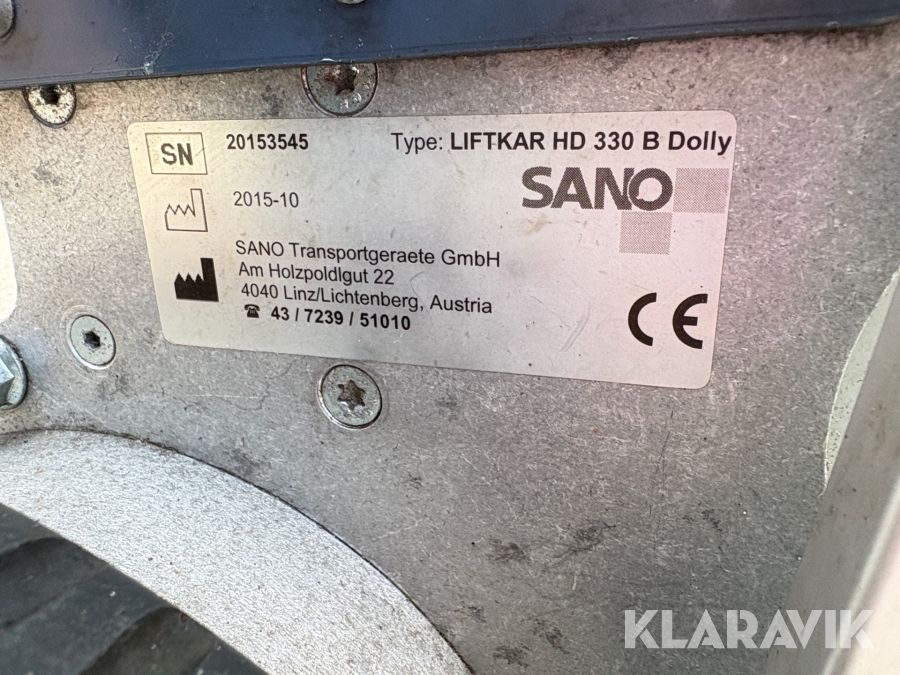 SN 20153545 Type: LIFTKAR HD 330 B Dolly
SANO
2015-10
SANO Transportgeraete GmbH
Am Holzpoldlgut 22
4040 Linz/Lichtenberg, Austria
☎ 43 / 7239 / 51010
CE
KLARAVIK